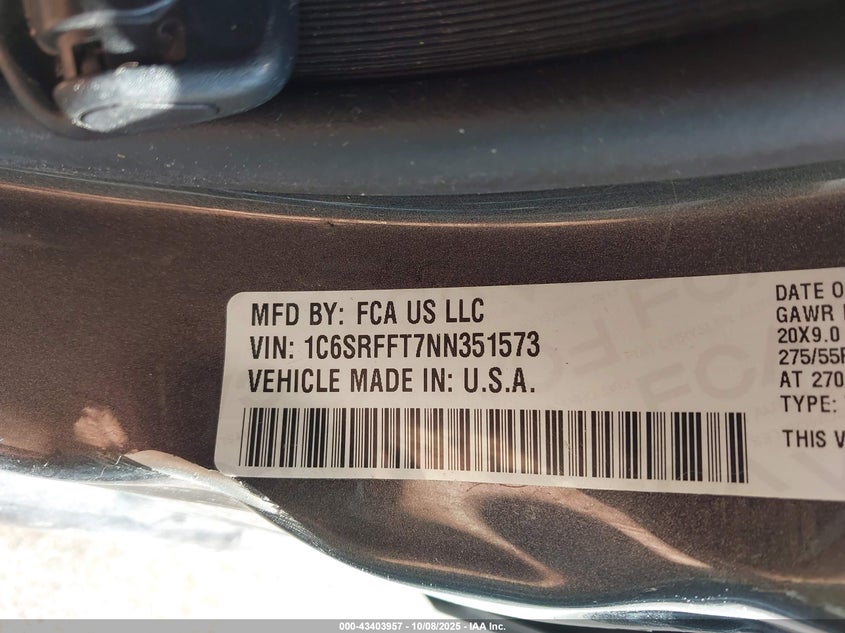 MFD BY: FCA US LLC
VIN: 1C6SRFFT7NN351573
VEHICLE MADE IN: U.S.A.
DATE O
GAWR
20X9.0
275/55R
AT 270
TYPE:
THIS V
000-43403957 - 10/08/2025 - IAA Inc.